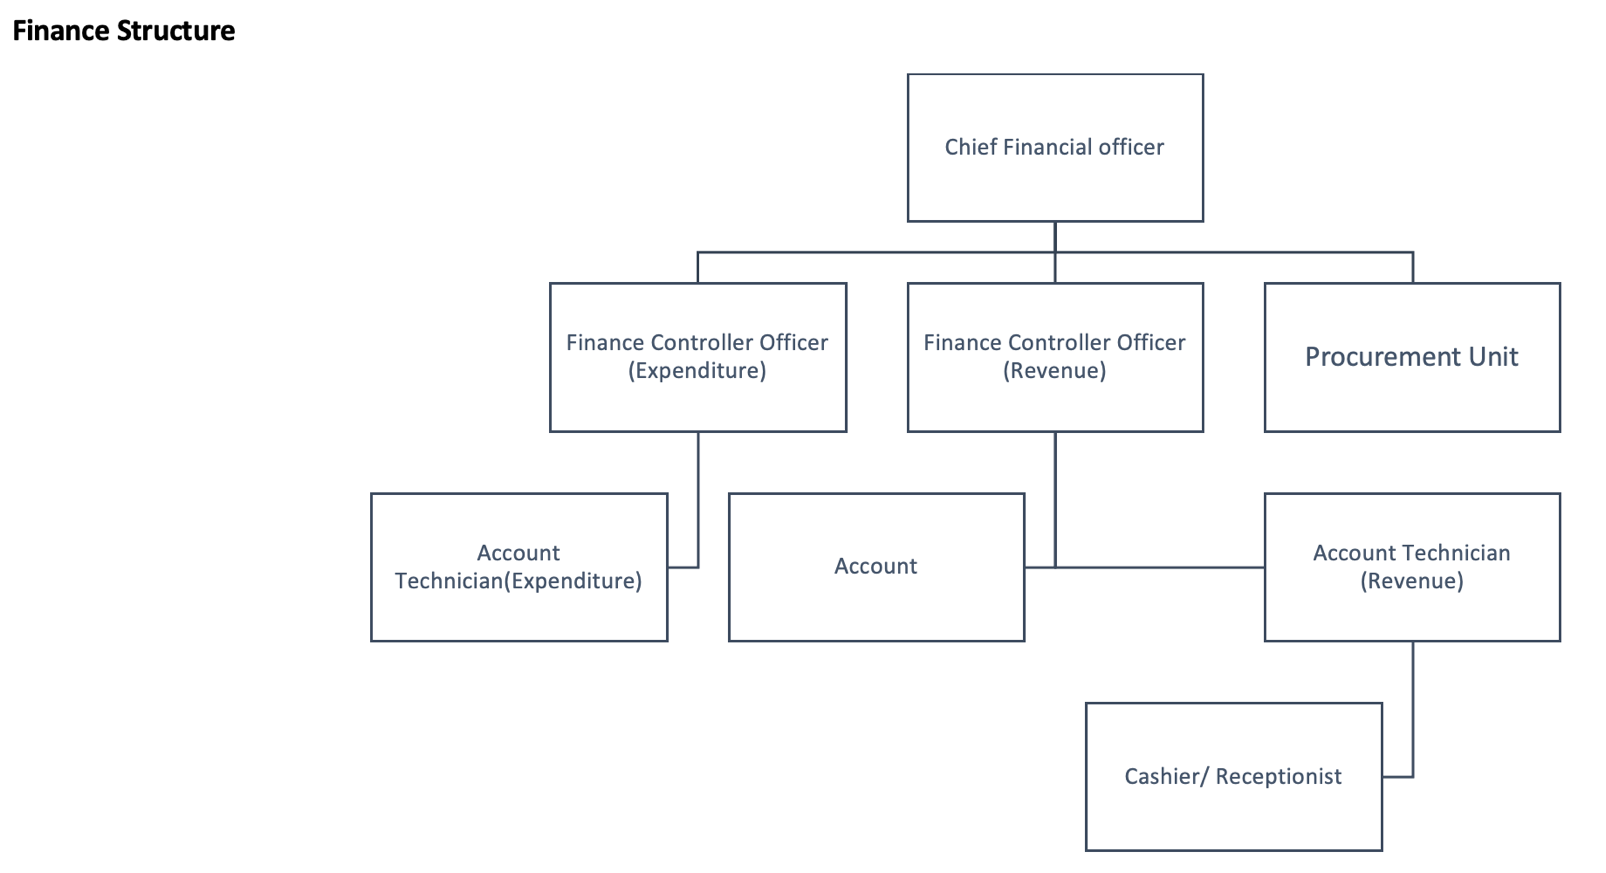 Finance Structure
Chief Financial officer
Finance Controller Officer
(Expenditure)
Finance Controller Officer
(Revenue)
Procurement Unit
Account
Technician(Expenditure)
Account
Account Technician
(Revenue)
Cashier/ Receptionist